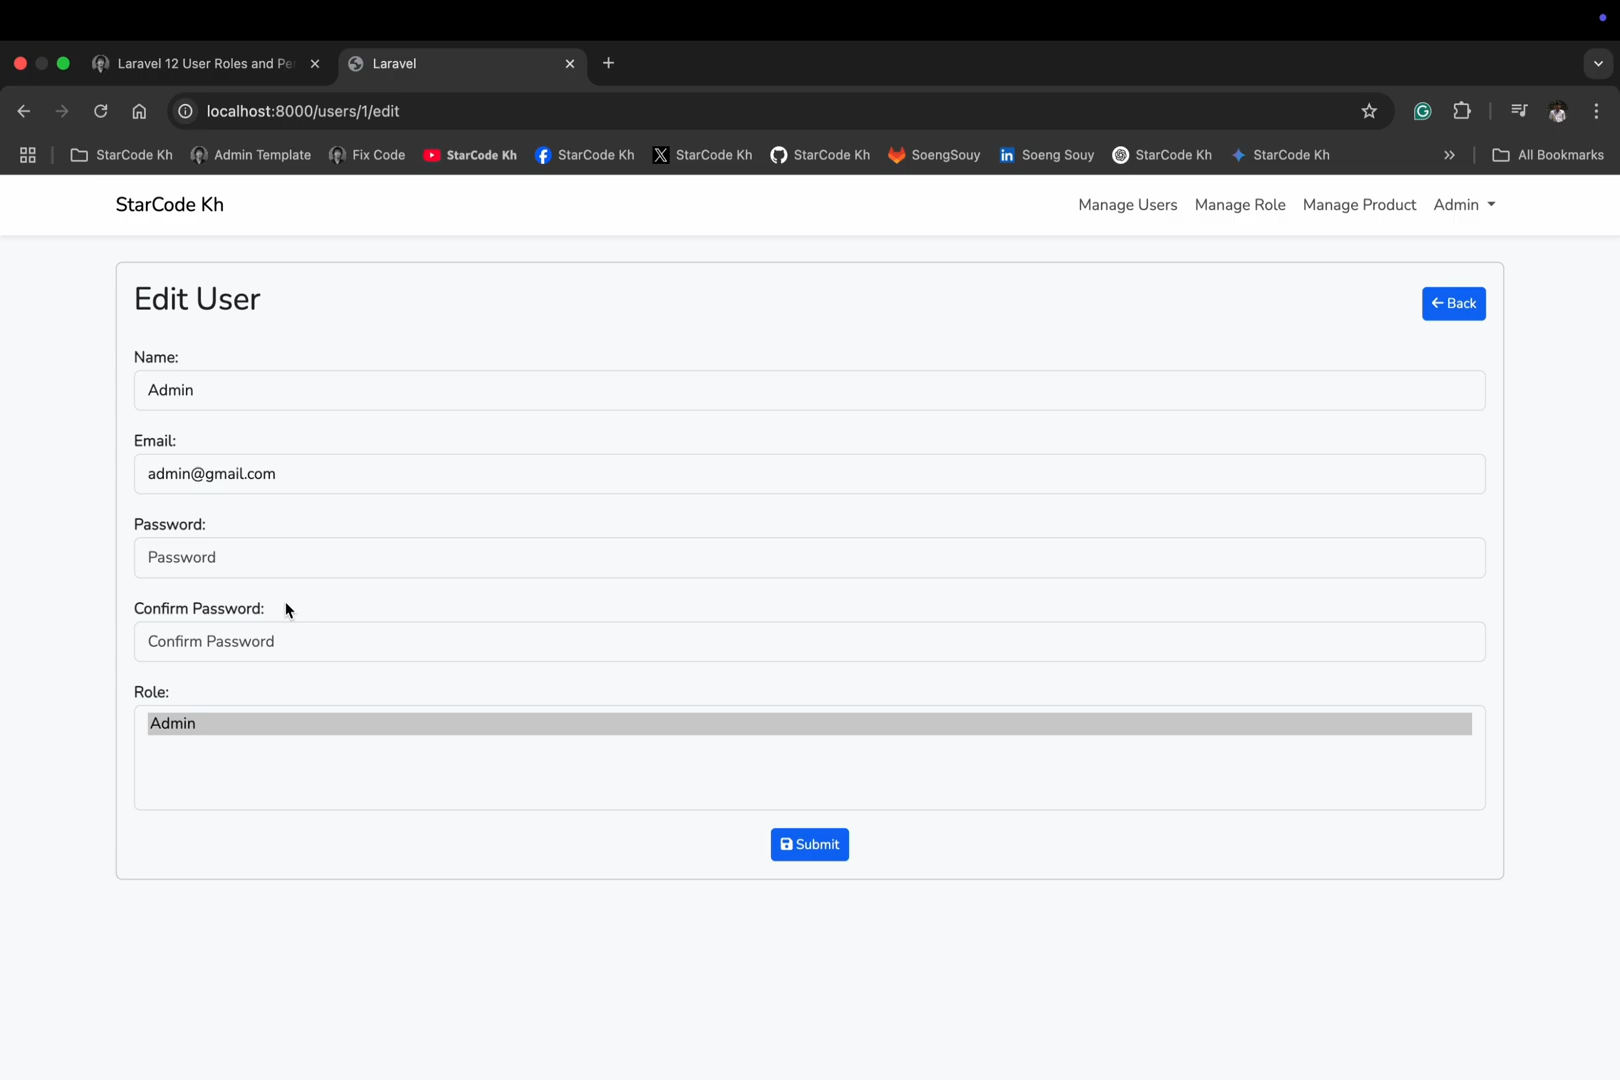 Laravel 12 User Roles and Pe
Laravel
localhost:8000/users/1/edit
StarCode Kh
Admin Template
Fix Code
StarCode Kh
StarCode Kh
StarCode Kh
StarCode Kh
SoengSouy
Soeng Souy
StarCode Kh
StarCode Kh
All Bookmarks
StarCode Kh
Manage Users
Manage Role
Manage Product
Admin
Edit User
Back
Name:
Admin
Email:
admin@gmail.com
Password:
Password
Confirm Password:
Confirm Password
Role:
Admin
Submit